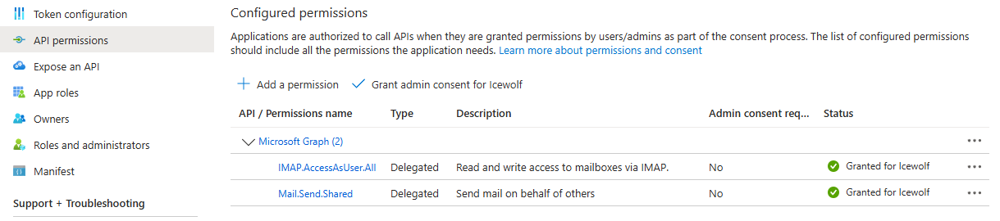 Token configuration
API permissions
Expose an API
App roles
Owners
Roles and administrators
Manifest
Support + Troubleshooting
Configured permissions
Applications are authorized to call APIs when they are granted permissions by users/admins as part of the consent process. The list of configured permissions
should include all the permissions the application needs. Learn more about permissions and consent
Add a permission Grant admin consent for Icewolf
API / Permissions name Type Description Admin consent req... Status
Microsoft Graph (2) •••
IMAP.AccessAsUser.All Delegated Read and write access to mailboxes via IMAP. No Granted for Icewolf •••
Mail.Send.Shared Delegated Send mail on behalf of others No Granted for Icewolf •••